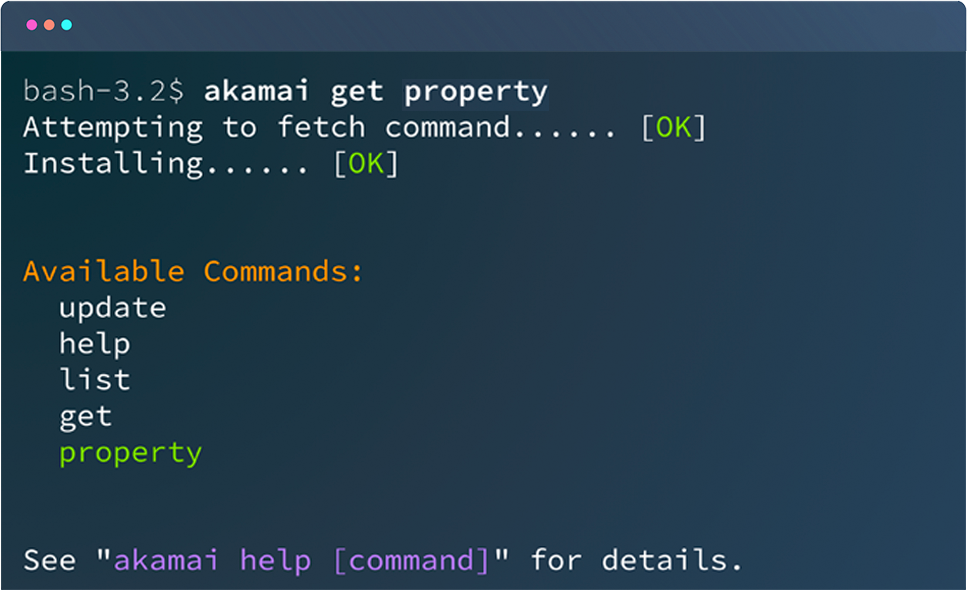 bash-3.2$ akamai get property
Attempting to fetch command...... [OK]
Installing...... [OK]
Available Commands:
update
help
list
get
property
See "akamai help [command]" for details.